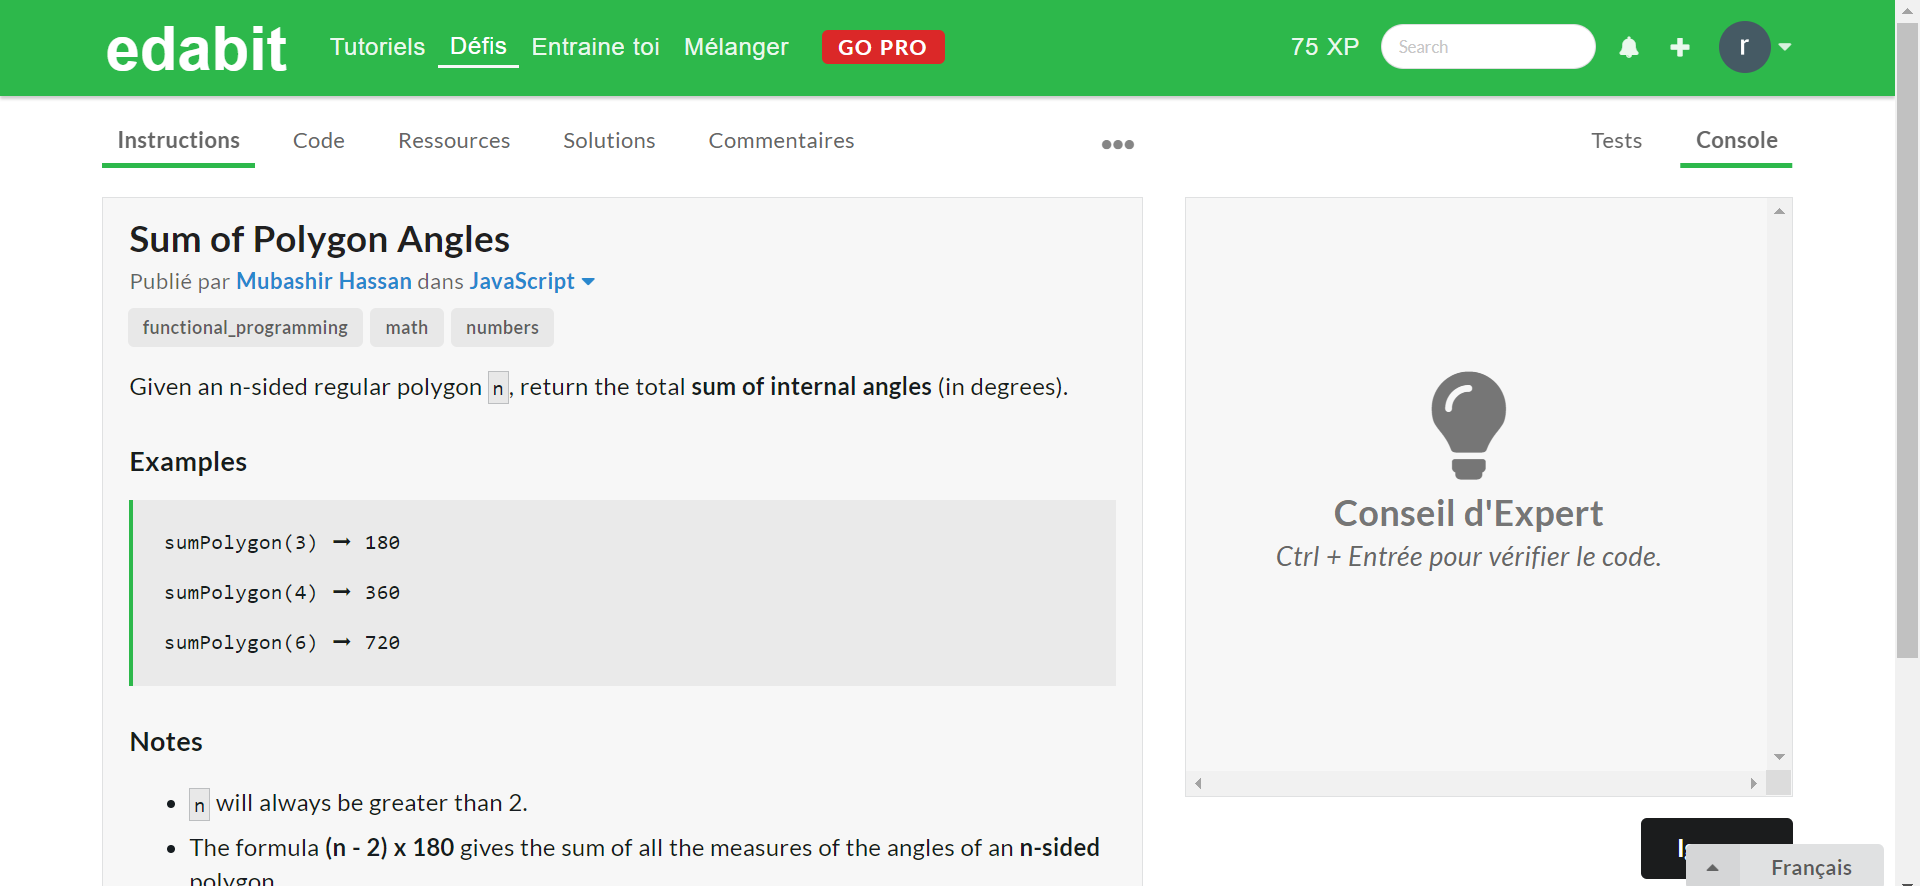 edabit Tutoriels Défis Entraine toi Mélanger GO PRO 75 XP Search r
Instructions Code Ressources Solutions Commentaires Tests Console
Sum of Polygon Angles
Publié par Mubashir Hassan dans JavaScript
functional_programming math numbers
Given an n-sided regular polygon n, return the total sum of internal angles (in degrees).
Examples
sumPolygon(3) ➞ 180
sumPolygon(4) ➞ 360
sumPolygon(6) ➞ 720
Notes
• n will always be greater than 2.
• The formula (n - 2) x 180 gives the sum of all the measures of the angles of an n-sided
polygon.
Conseil d'Expert
Ctrl + Entrée pour vérifier le code.
Français